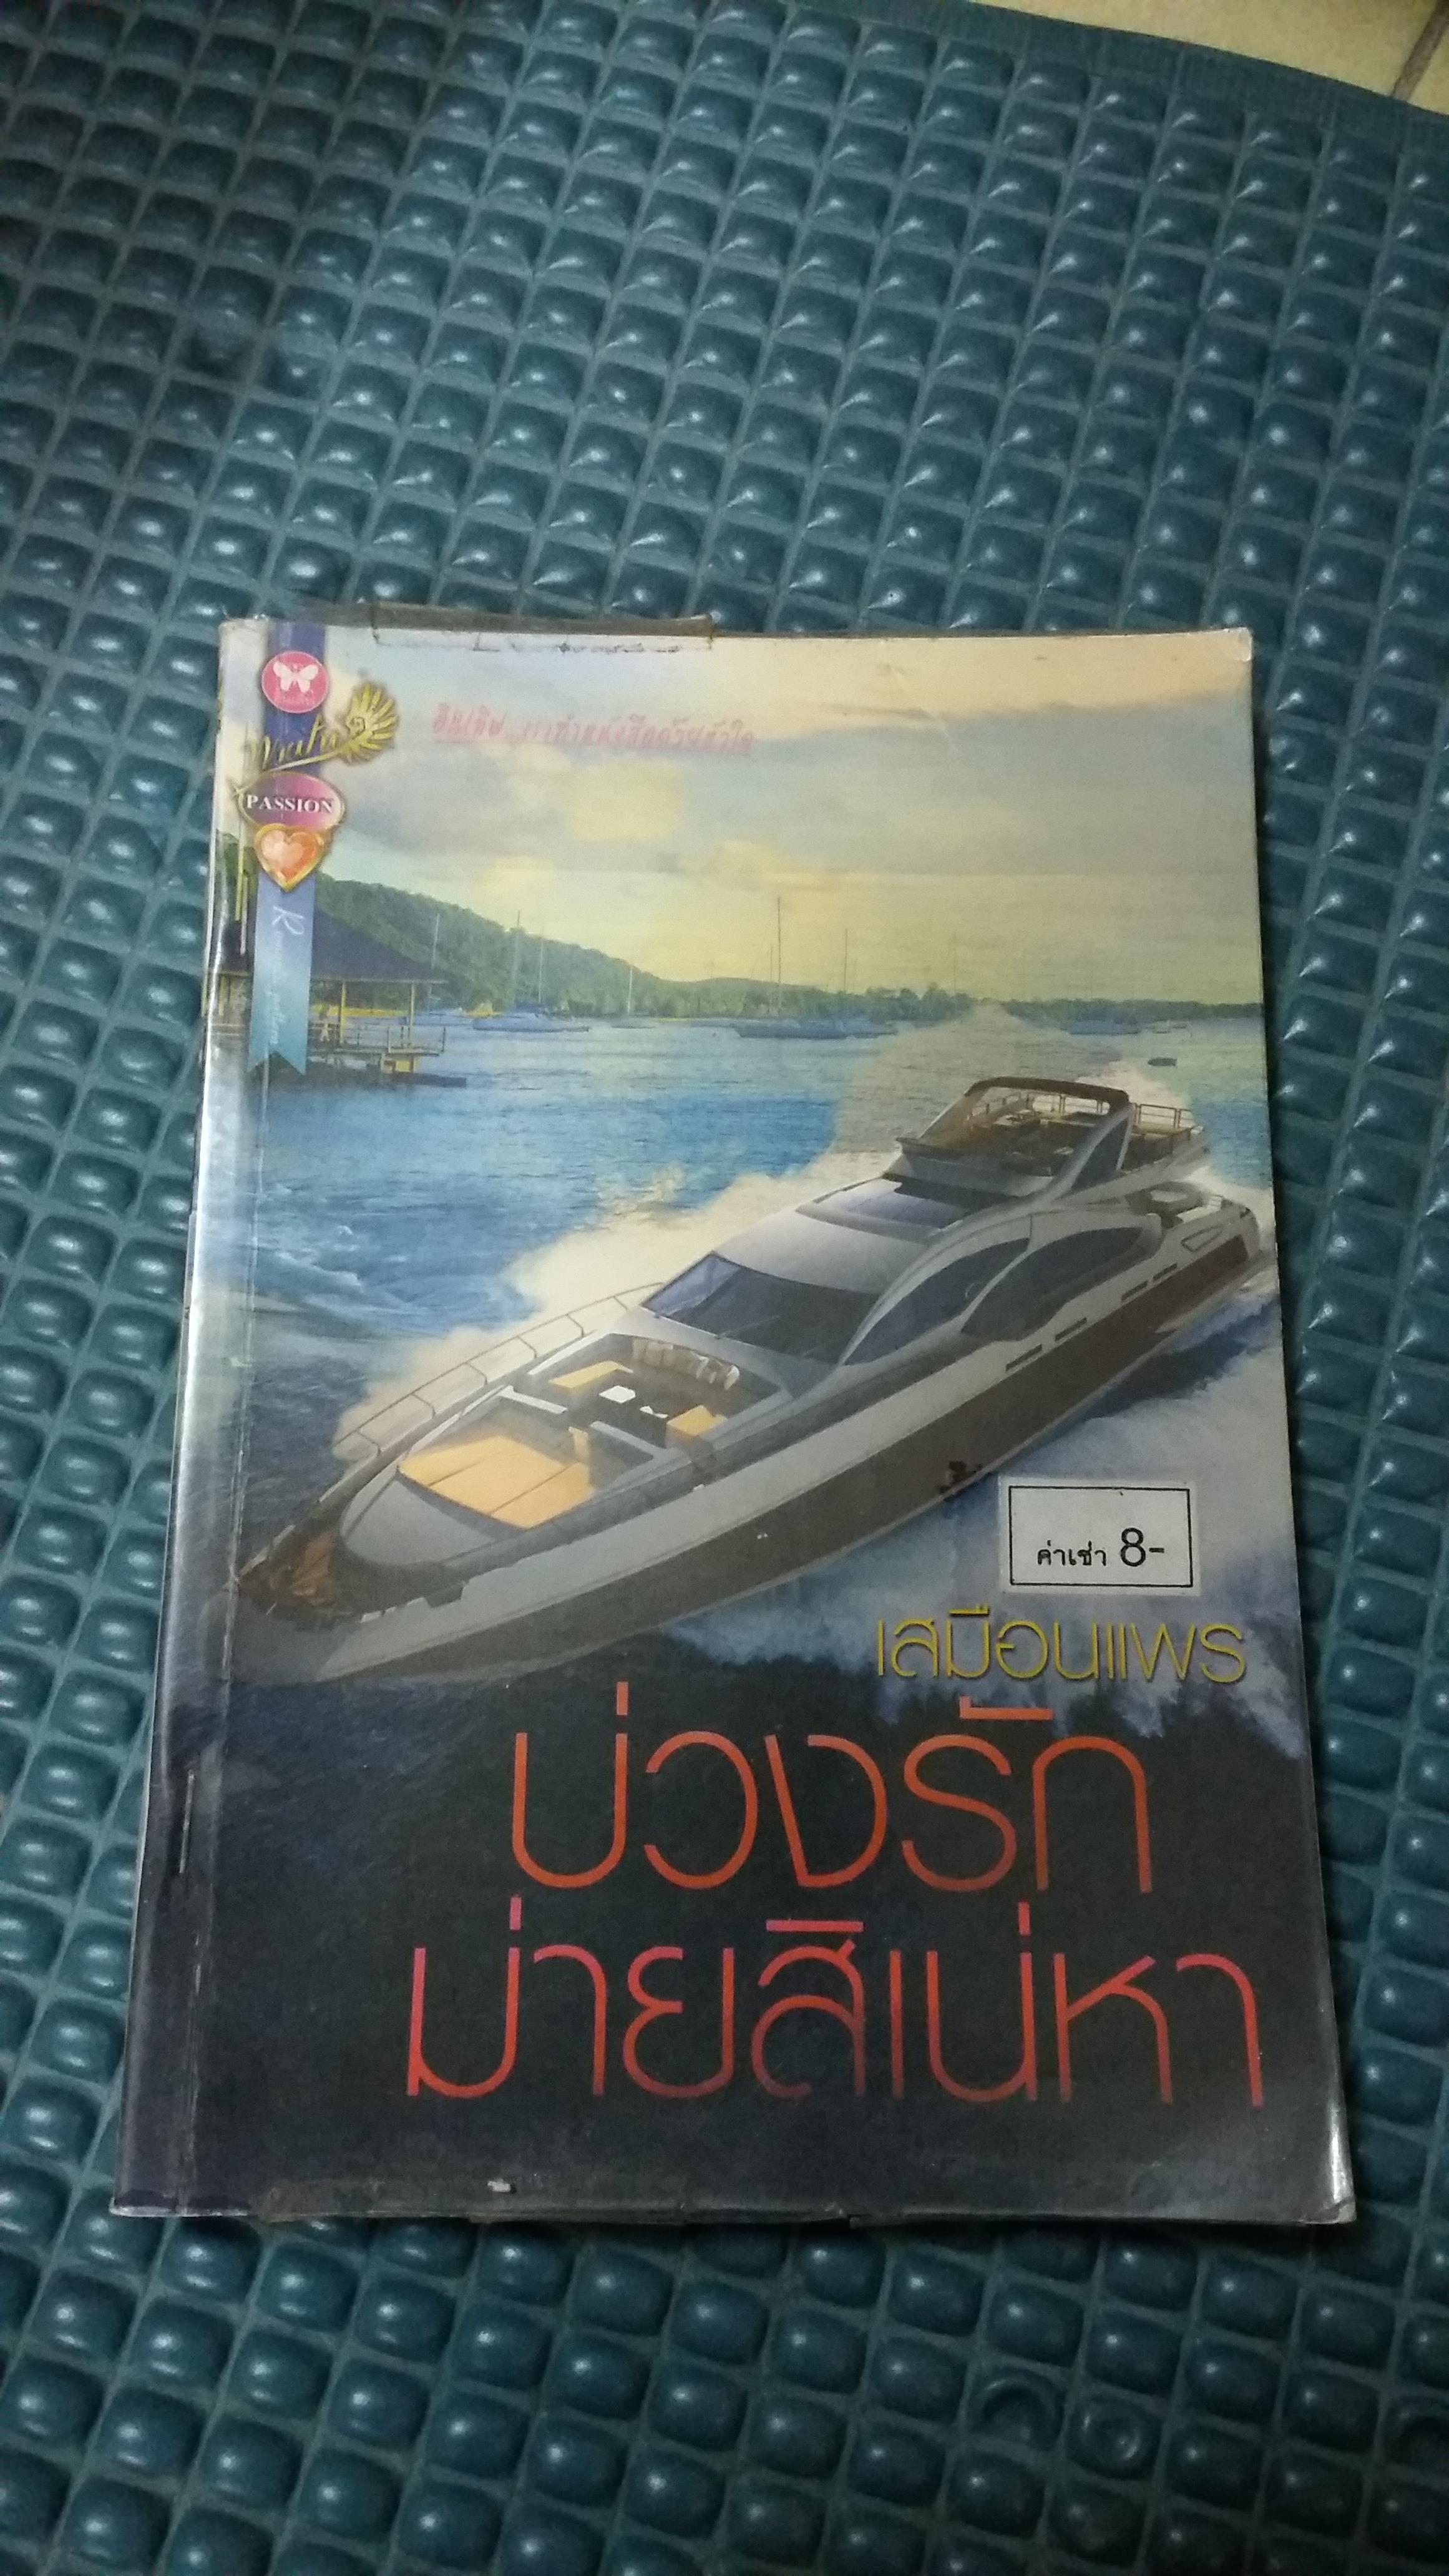 PASSION
ค่าเช่า 8-
เสมือนแพร
บ่วงรัก
ม่ายสิเน่หา